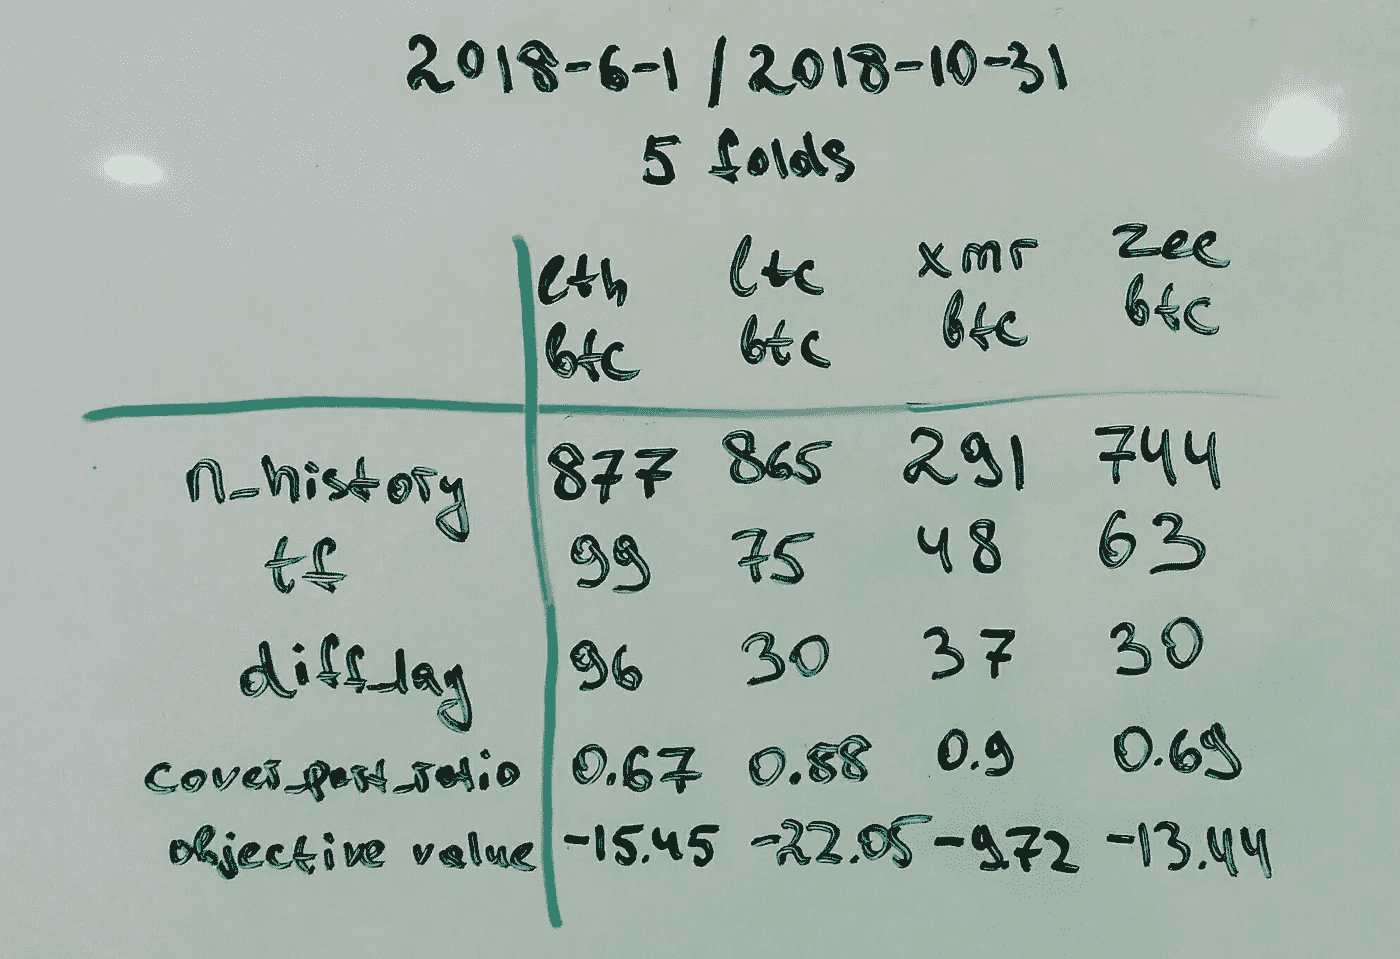 2018-6-1 / 2018-10-31
5 folds
eth ltc xmr zec
btc btc btc btc
n_history 877 865 291 744
tf 99 75 48 63
diff_lag 96 30 37 30
cover_part_ratio 0.67 0.88 0.9 0.69
objective value -15.45 -22.05 -9.72 -13.44